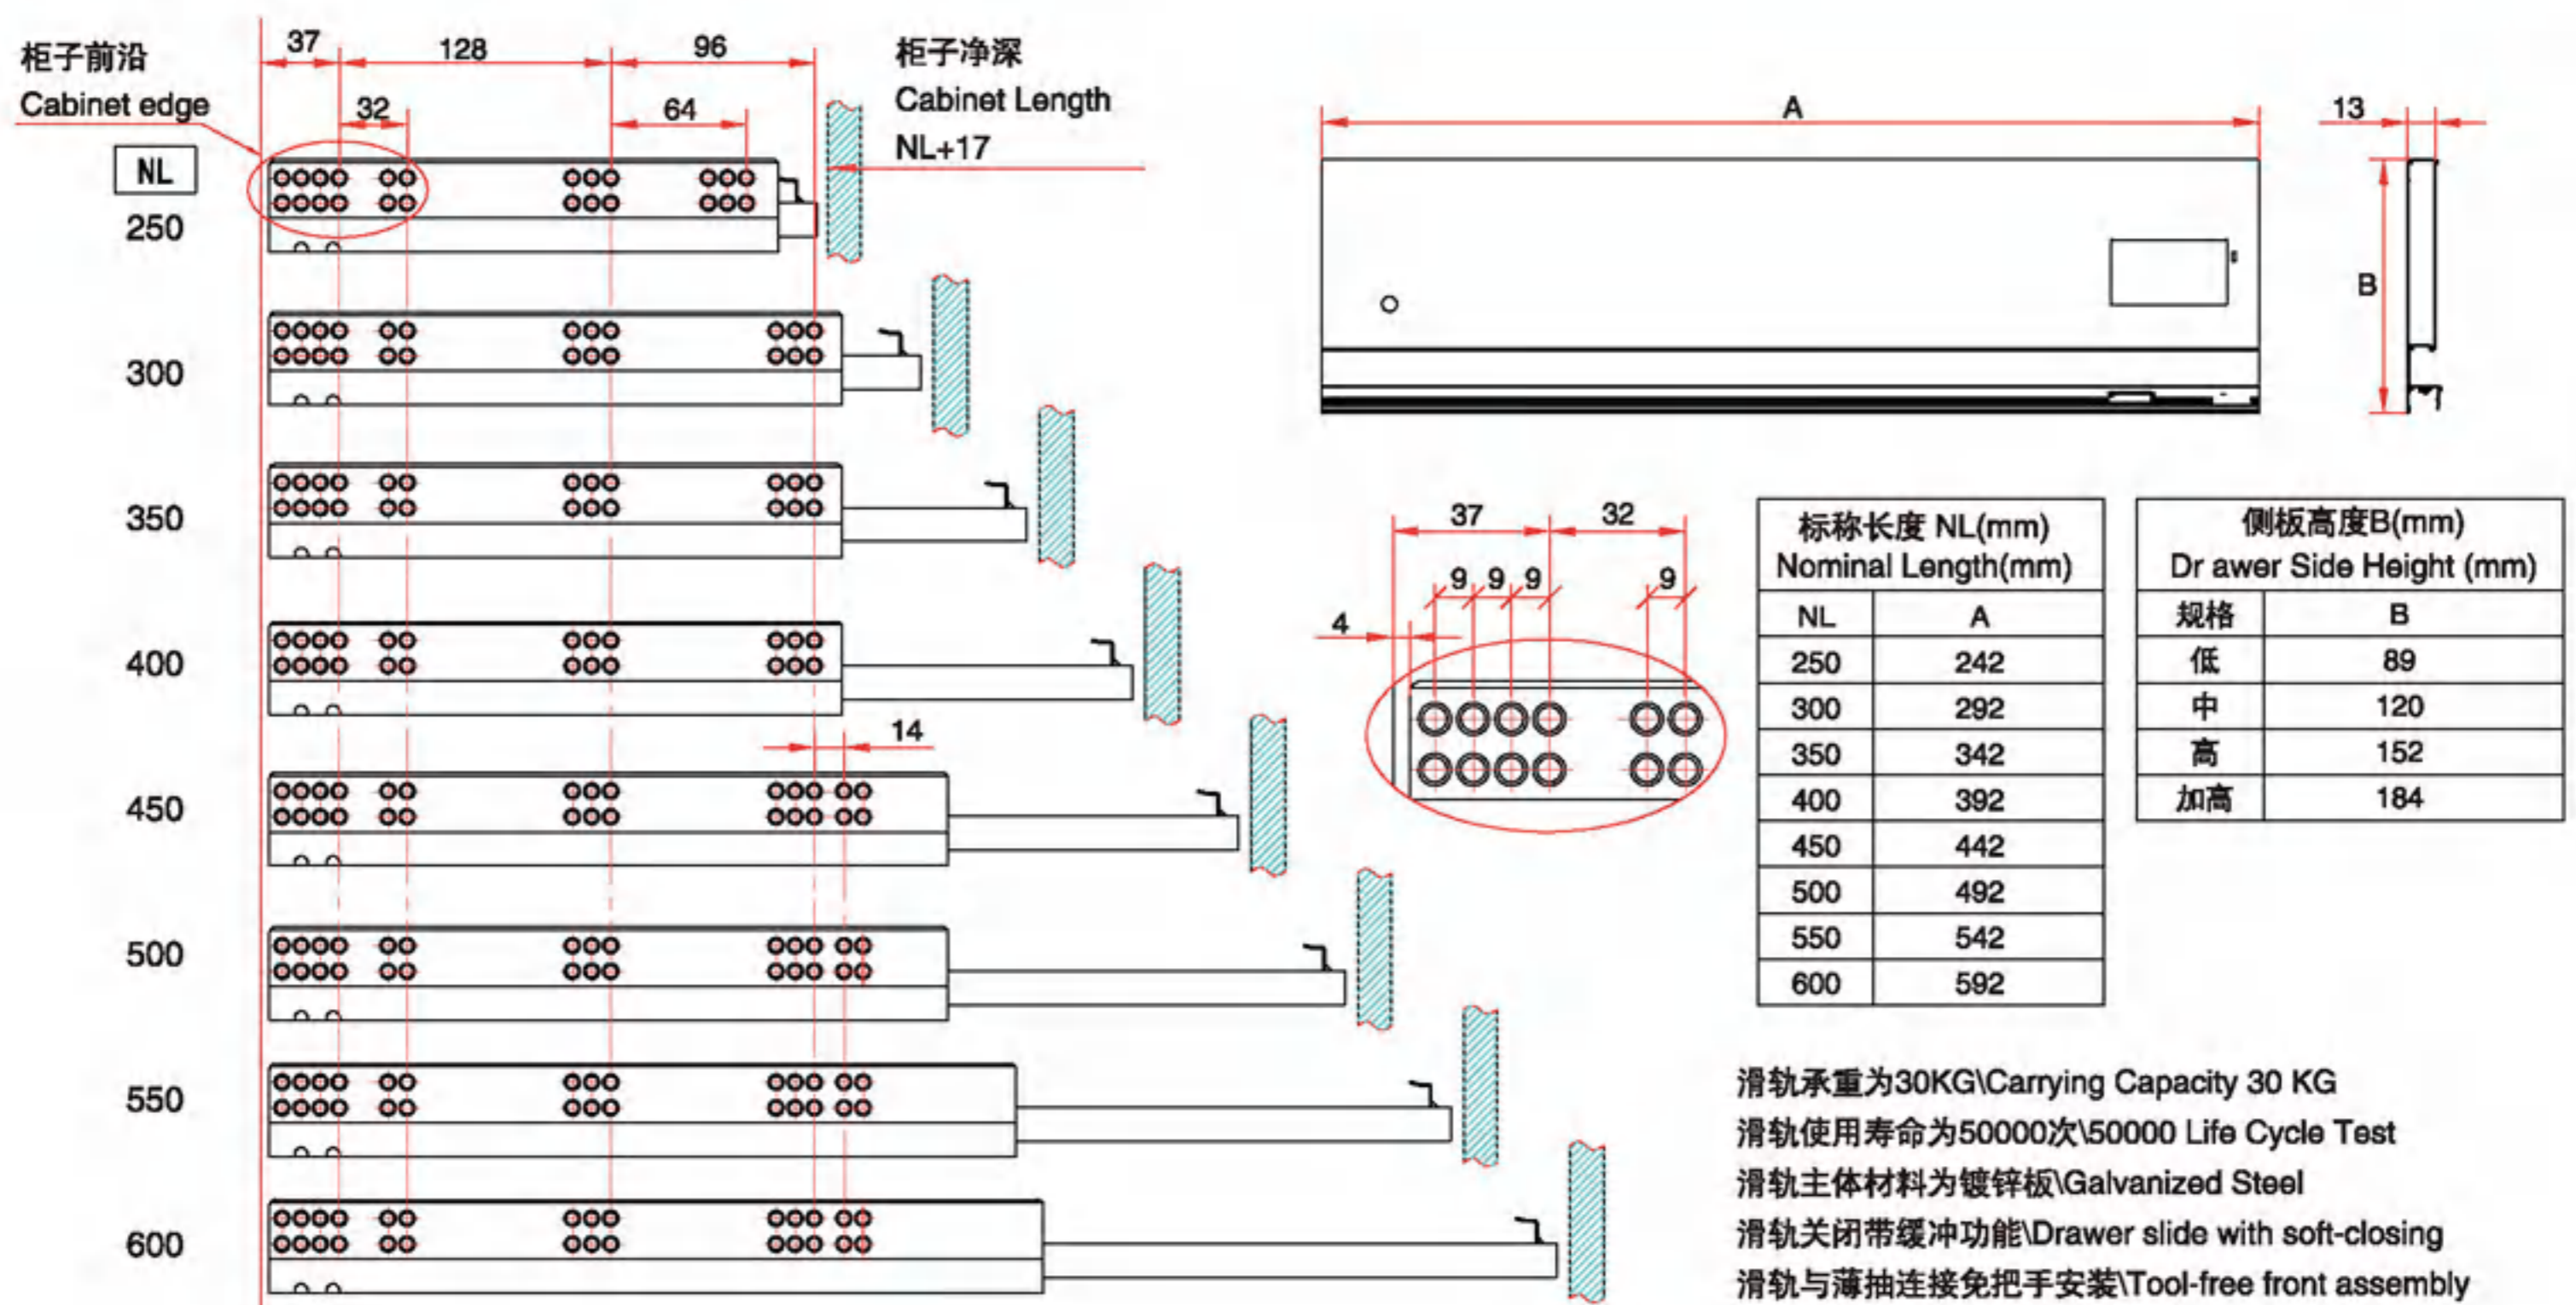 37
128
96
柜子前沿
Cabinet edge
32
64
柜子净深
Cabinet Length
NL+17
NL
250
300
350
400
450
500
550
600
14
A
13
B
37
32
9
9
9
9
4
标称长度 NL(mm)
Nominal Length(mm)
NL A
250 242
300 292
350 342
400 392
450 442
500 492
550 542
600 592
侧板高度B(mm)
Dr awer Side Height (mm)
规格 B
低 89
中 120
高 152
加高 184
滑轨承重为30KG\Carrying Capacity 30 KG
滑轨使用寿命为50000次\50000 Life Cycle Test
滑轨主体材料为镀锌板\Galvanized Steel
滑轨关闭带缓冲功能\Drawer slide with soft-closing
滑轨与薄抽连接免把手安装\Tool-free front assembly